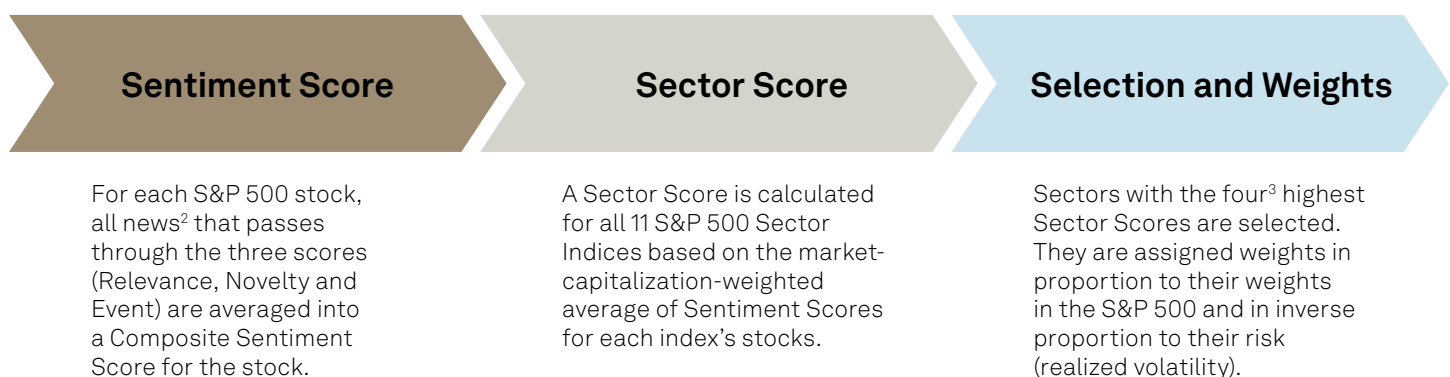 Sentiment Score
Sector Score
Selection and Weights
For each S&P 500 stock,
all news² that passes
through the three scores
(Relevance, Novelty and
Event) are averaged into
a Composite Sentiment
Score for the stock.
A Sector Score is calculated
for all 11 S&P 500 Sector
Indices based on the market-
capitalization-weighted
average of Sentiment Scores
for each index’s stocks.
Sectors with the four³ highest
Sector Scores are selected.
They are assigned weights in
proportion to their weights
in the S&P 500 and in inverse
proportion to their risk
(realized volatility).